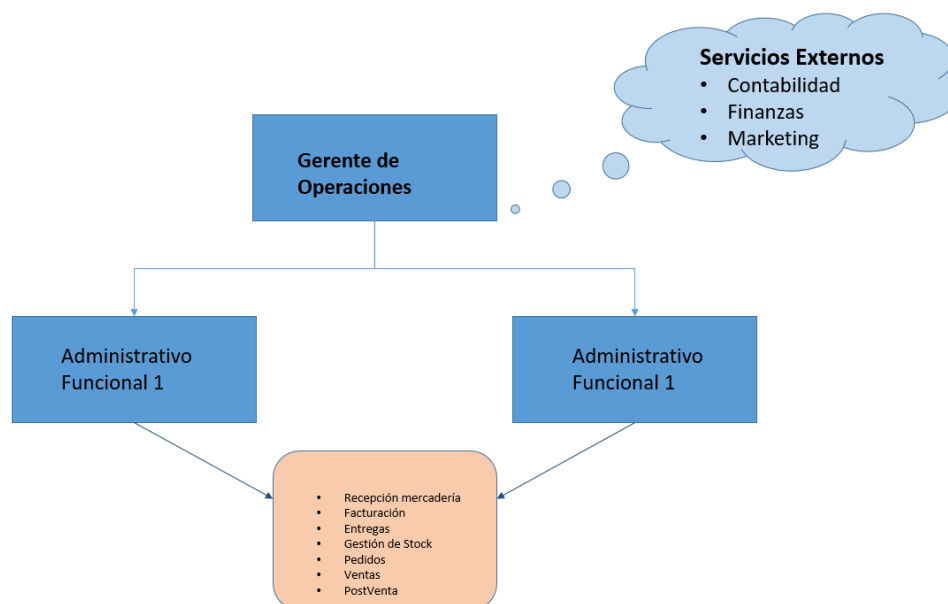 Servicios Externos
• Contabilidad
• Finanzas
• Marketing
Gerente de
Operaciones
Administrativo
Funcional 1
Administrativo
Funcional 1
• Recepción mercadería
• Facturación
• Entregas
• Gestión de Stock
• Pedidos
• Ventas
• PostVenta